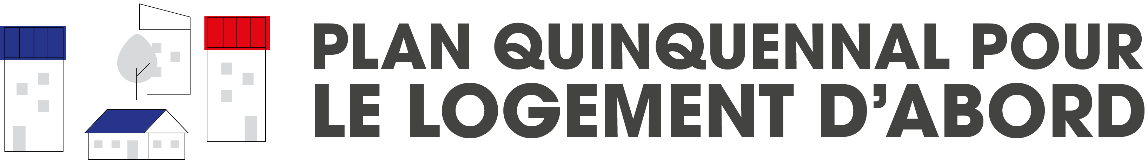 PLAN QUINQUENNAL POUR
LE LOGEMENT D’ABORD